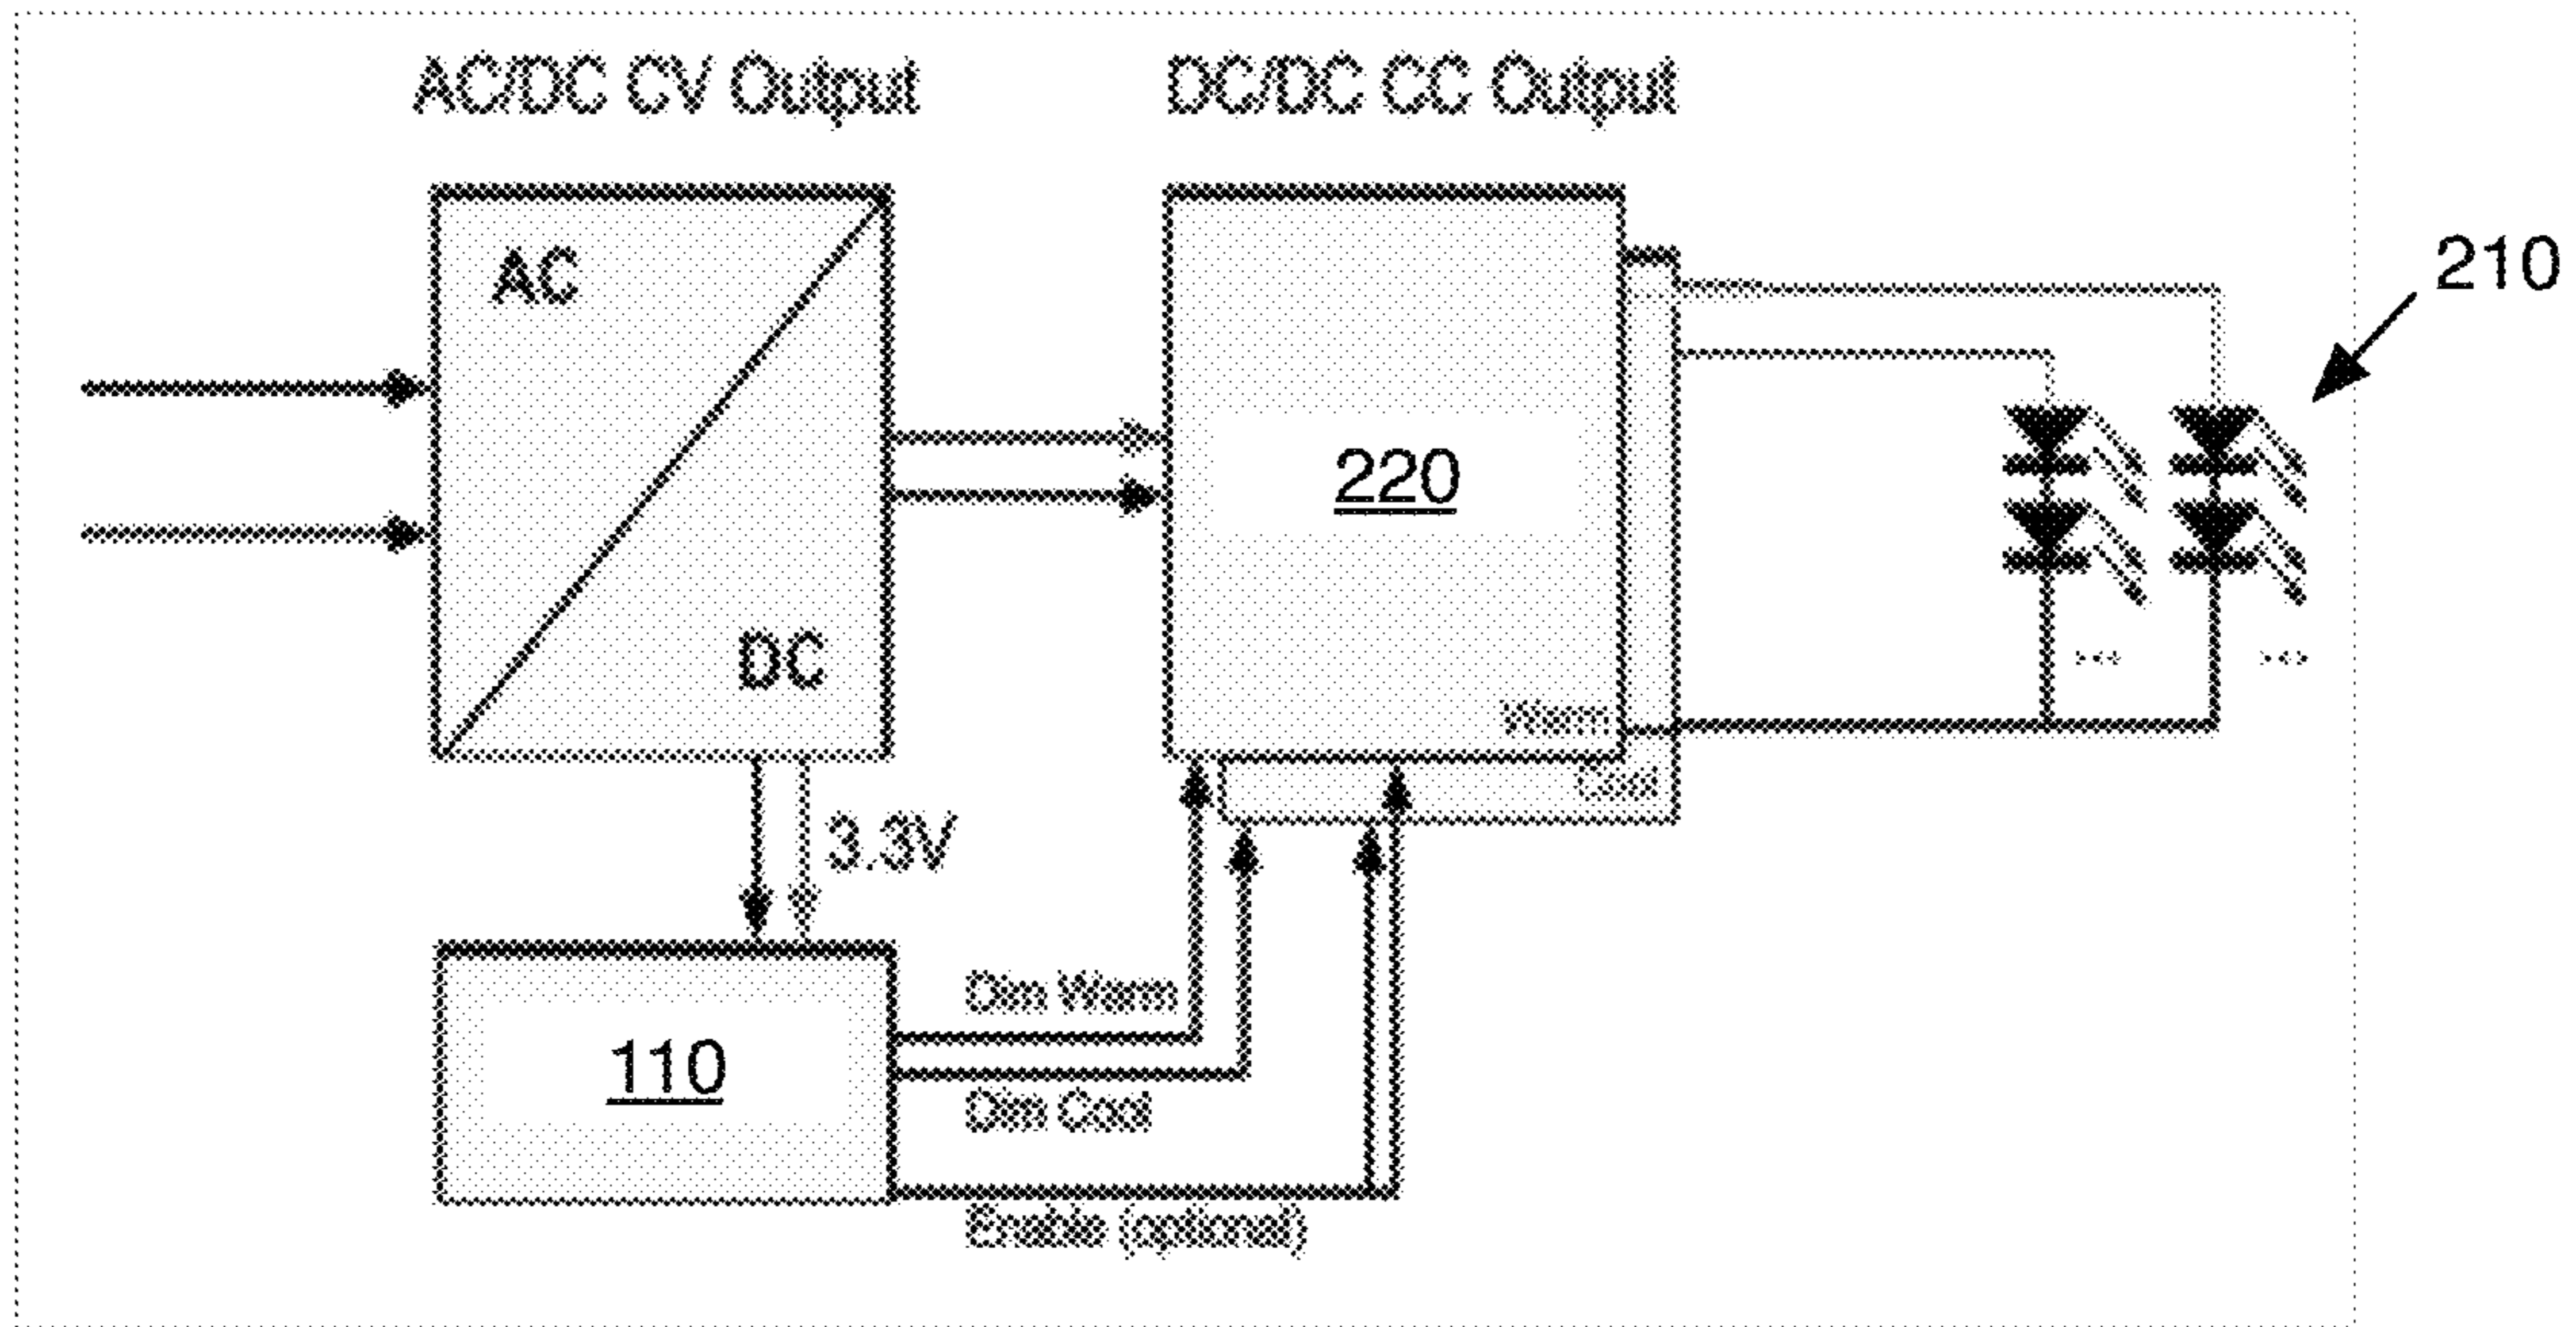 AC/DC CV Output
DC/DC CC Output
AC
210
220
DC
Warm
Cool
3.3V
Dim Warm
110
Dim Cool
Enable (optional)